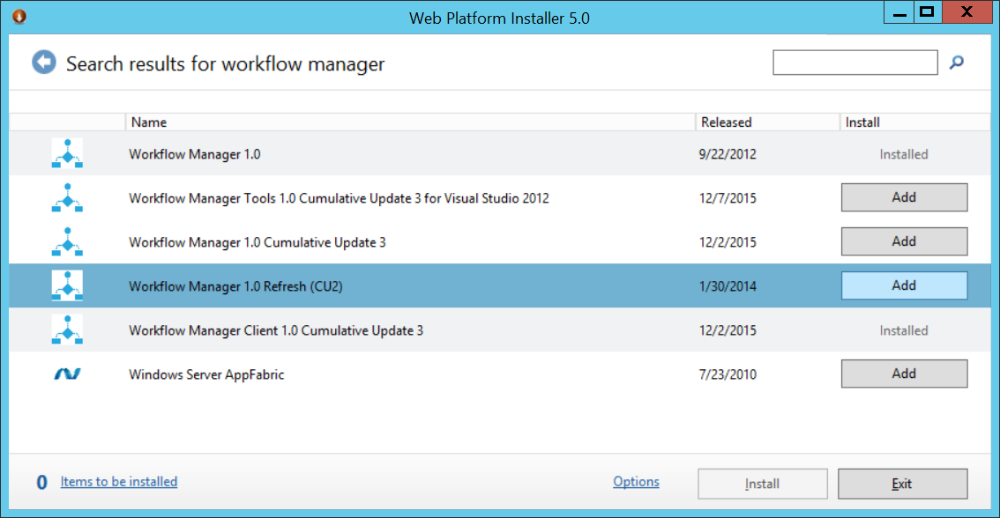 Web Platform Installer 5.0
Search results for workflow manager
Name Released Install
Workflow Manager 1.0 9/22/2012 Installed
Workflow Manager Tools 1.0 Cumulative Update 3 for Visual Studio 2012 12/7/2015 Add
Workflow Manager 1.0 Cumulative Update 3 12/2/2015 Add
Workflow Manager 1.0 Refresh (CU2) 1/30/2014 Add
Workflow Manager Client 1.0 Cumulative Update 3 12/2/2015 Installed
Windows Server AppFabric 7/23/2010 Add
0 Items to be installed Options Install Exit